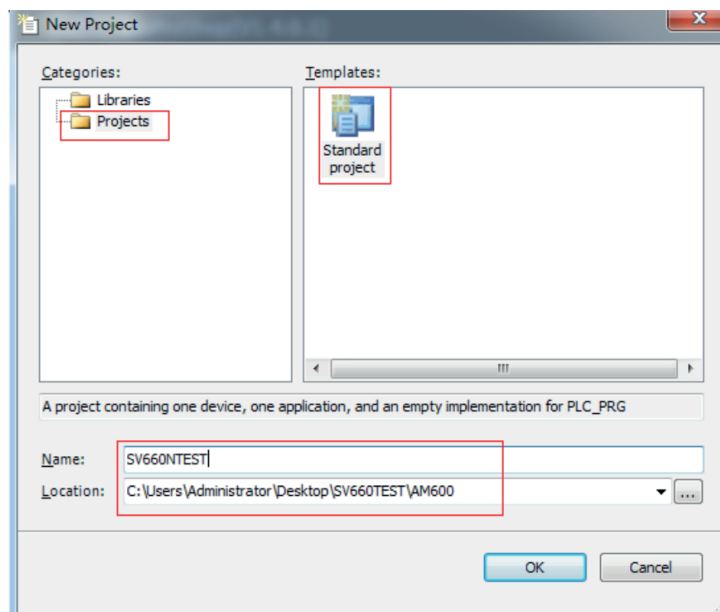 New Project
Categories:
Templates:
Libraries
Projects
Standard
project
A project containing one device, one application, and an empty implementation for PLC_PRG
Name:
SV660NTEST
Location:
C:\Users\Administrator\Desktop\SV660TEST\AM600
...
OK
Cancel